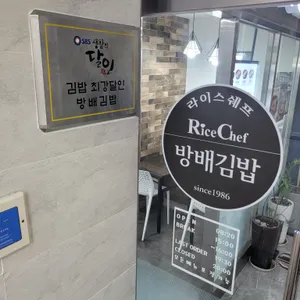 SBS 생활의
달인
김밥 최강달인
방배김밥
라이스쉐프
RiceChef
방배김밥
since1986
OPEN
BREAK
LAST ORDER
CLOSED